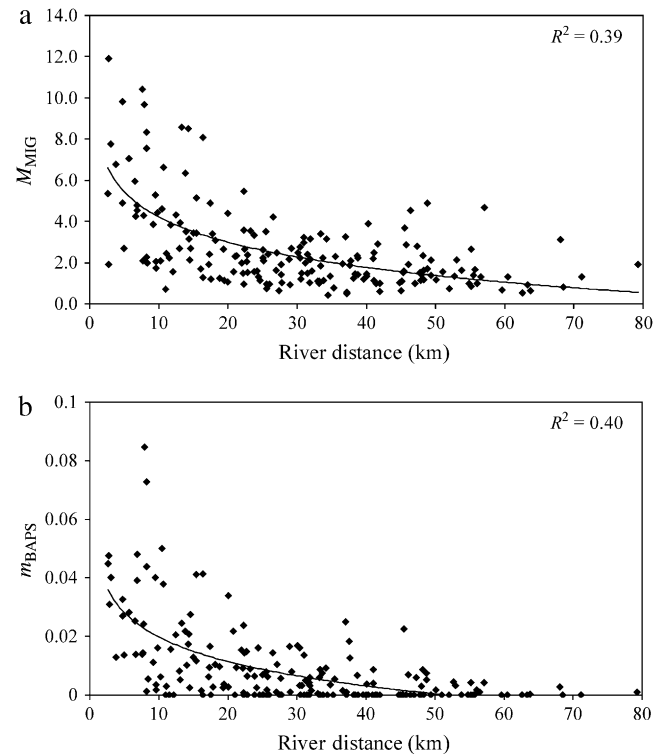 a
14.0
R² = 0.39
12.0
10.0
8.0
M_MIG
6.0
4.0
2.0
0.0
0 10 20 30 40 50 60 70 80
River distance (km)
b
0.1
R² = 0.40
0.08
0.06
m_BAPS
0.04
0.02
0
0 10 20 30 40 50 60 70 80
River distance (km)